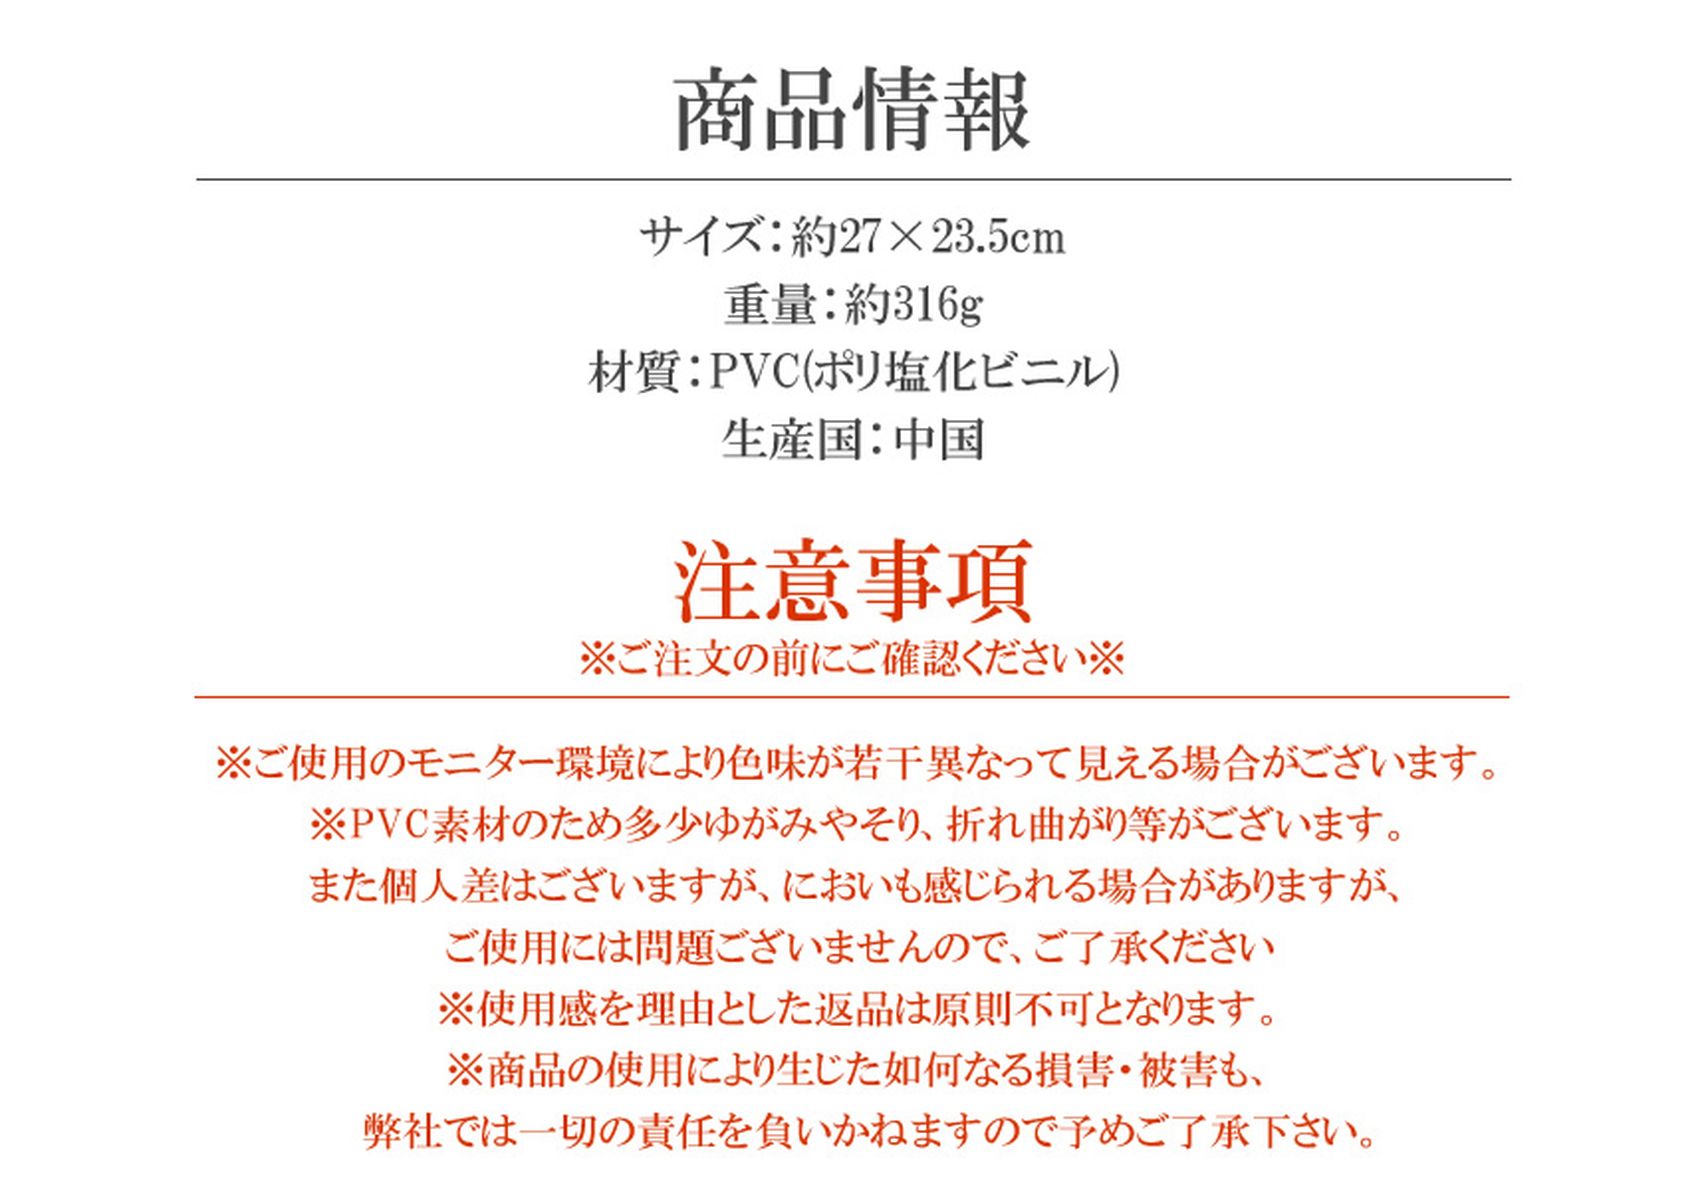 商品情報
サイズ：約27×23.5cm
重量：約316g
材質：PVC(ポリ塩化ビニル)
生産国：中国
注意事項
※ご注文の前にご確認ください※
※ご使用のモニター環境により色味が若干異なって見える場合がございます。
※PVC素材のため多少ゆがみやそり、折れ曲がり等がございます。
また個人差はございますが、においも感じられる場合がありますが、
ご使用には問題ございませんので、ご了承ください
※使用感を理由とした返品は原則不可となります。
※商品の使用により生じた如何なる損害・被害も、
弊社では一切の責任を負いかねますので予めご了承下さい。